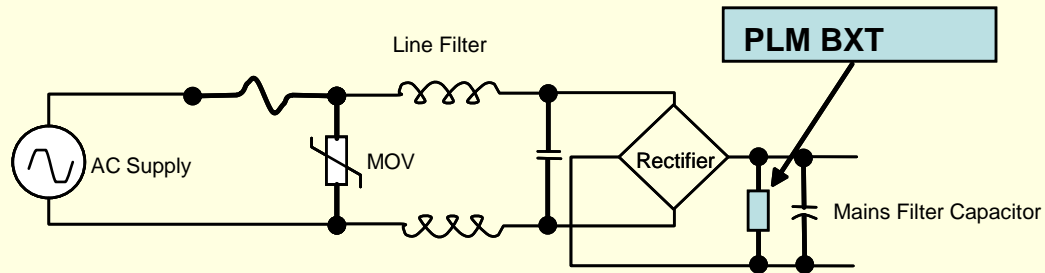 PLM BXT
Line Filter
AC Supply
MOV
Rectifier
Mains Filter Capacitor